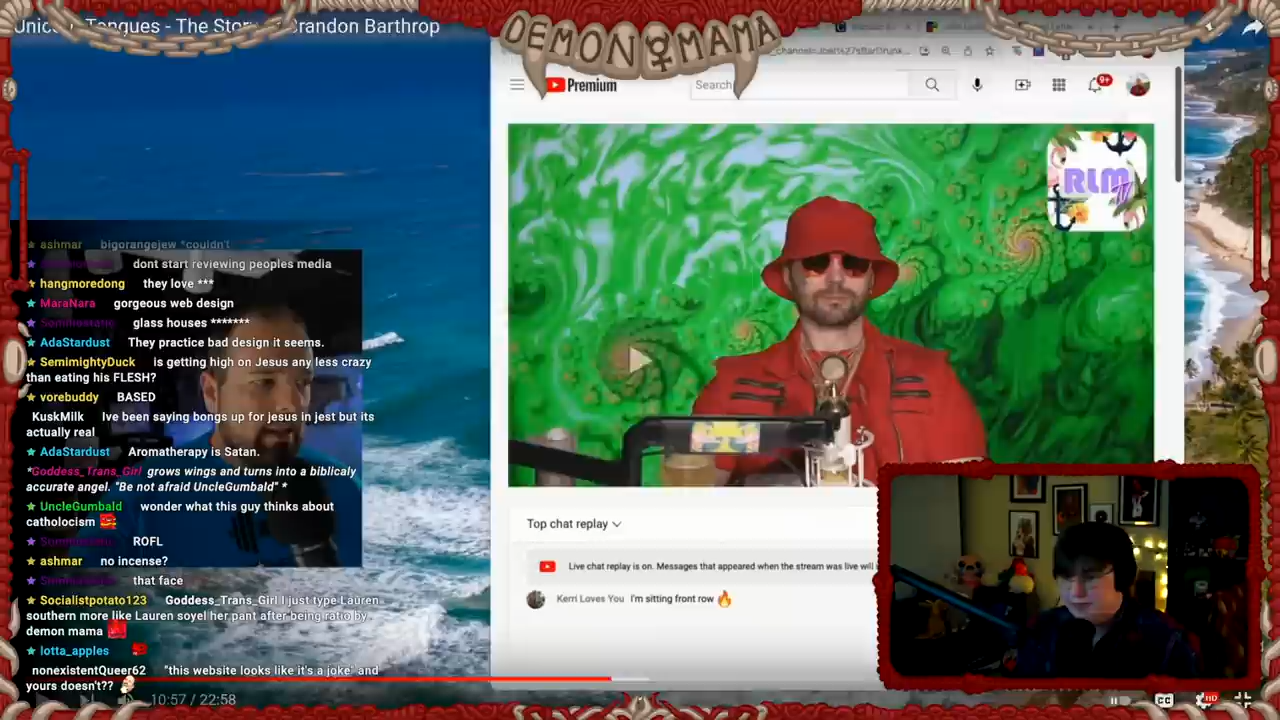 DEMON MAMA
Premium
Search
9+
RLM
TV
ashmar bigorangejew *couldn't
dont start reviewing peoples media
hangmoredong they love ***
MaraNara gorgeous web design
glass houses *******
AdaStardust They practice bad design it seems.
SemimightyDuck is getting high on Jesus any less crazy
than eating his FLESH?
vorebuddy BASED
KuskMilk Ive been saying bongs up for jesus in jest but its
actually real
AdaStardust Aromatherapy is Satan.
*Goddess_Trans_Girl grows wings and turns into a biblicaly
accurate angel. "Be not afraid UncleGumbald" *
UncleGumbald wonder what this guy thinks about
catholocism
ROFL
ashmar no incense?
that face
Socialistpotato123 Goddess_Trans_Girl I just type Lauren
southern more like Lauren soyel her pant after being ratio by
demon mama
lotta_apples
nonexistentQueer62 "this website looks like it's a joke" and
yours doesn't??
10:57 / 22:58
Top chat replay
Live chat replay is on. Messages that appeared when the stream was live will
Kerri Loves You I'm sitting front row
CC
HD